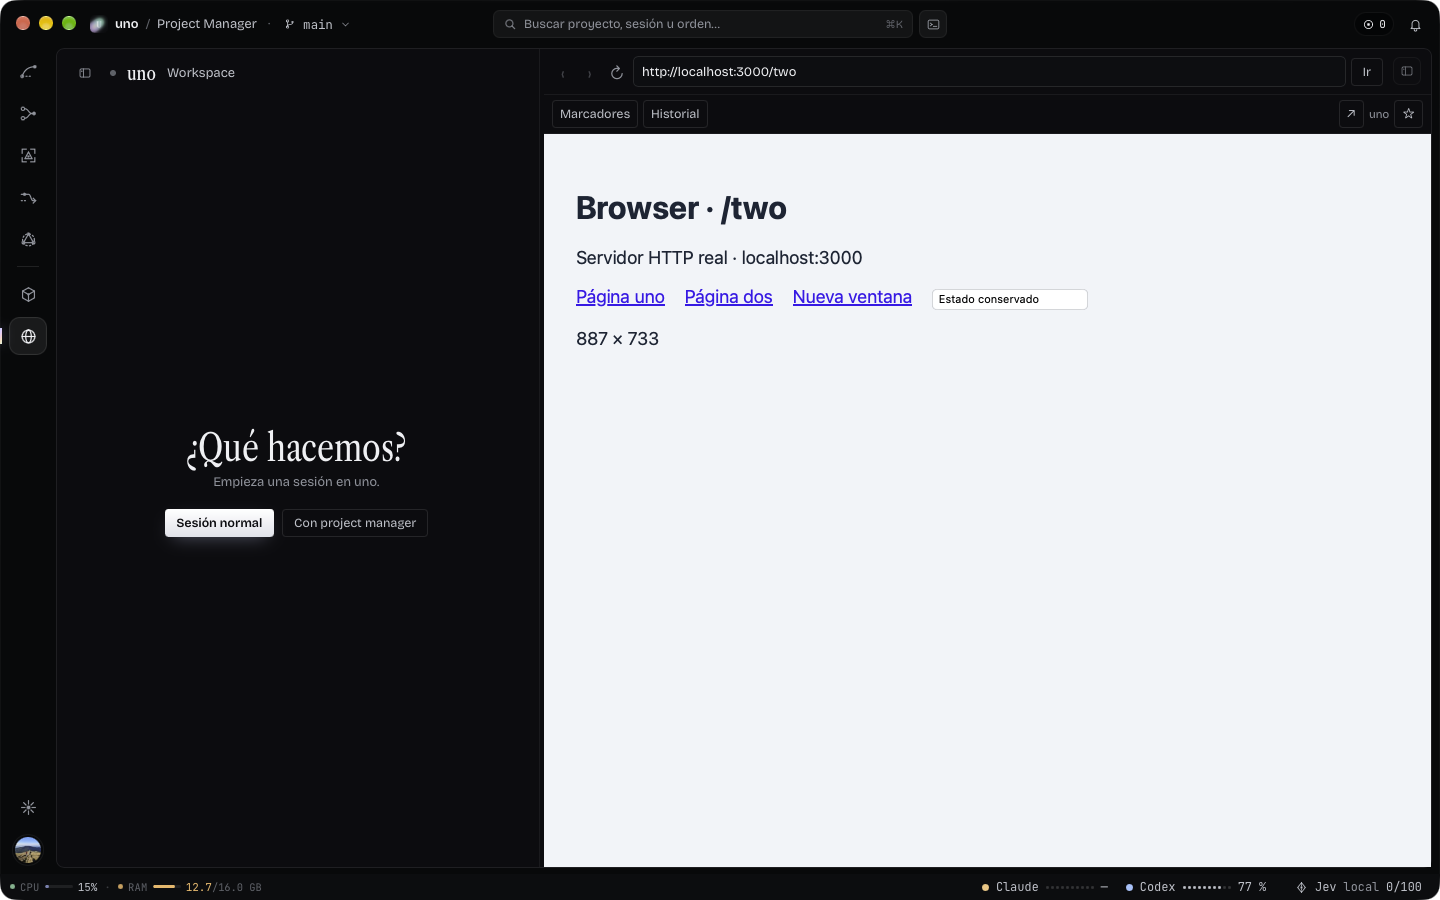 uno / Project Manager · main
Buscar proyecto, sesión u orden... ⌘K
0
uno Workspace
http://localhost:3000/two
Ir
Marcadores Historial
uno
Browser · /two
Servidor HTTP real · localhost:3000
Página uno Página dos Nueva ventana Estado conservado
887 × 733
¿Qué hacemos?
Empieza una sesión en uno.
Sesión normal Con project manager
CPU 15% · RAM 12.7/16.0 GB
Claude — Codex 77 % Jev local 0/100